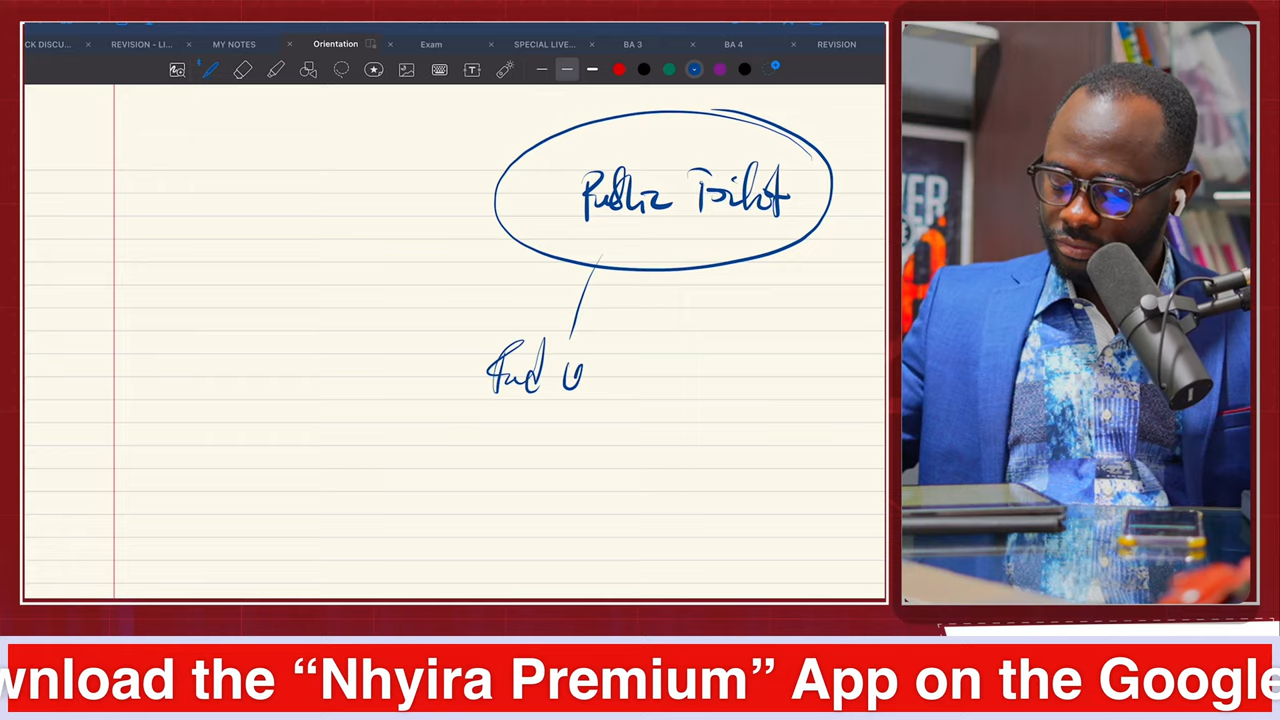 CK DISCU... REVISION - LI... MY NOTES Orientation Exam SPECIAL LIVE... BA 3 BA 4 REVISION
Public Toilet
wnload the “Nhyira Premium” App on the Google